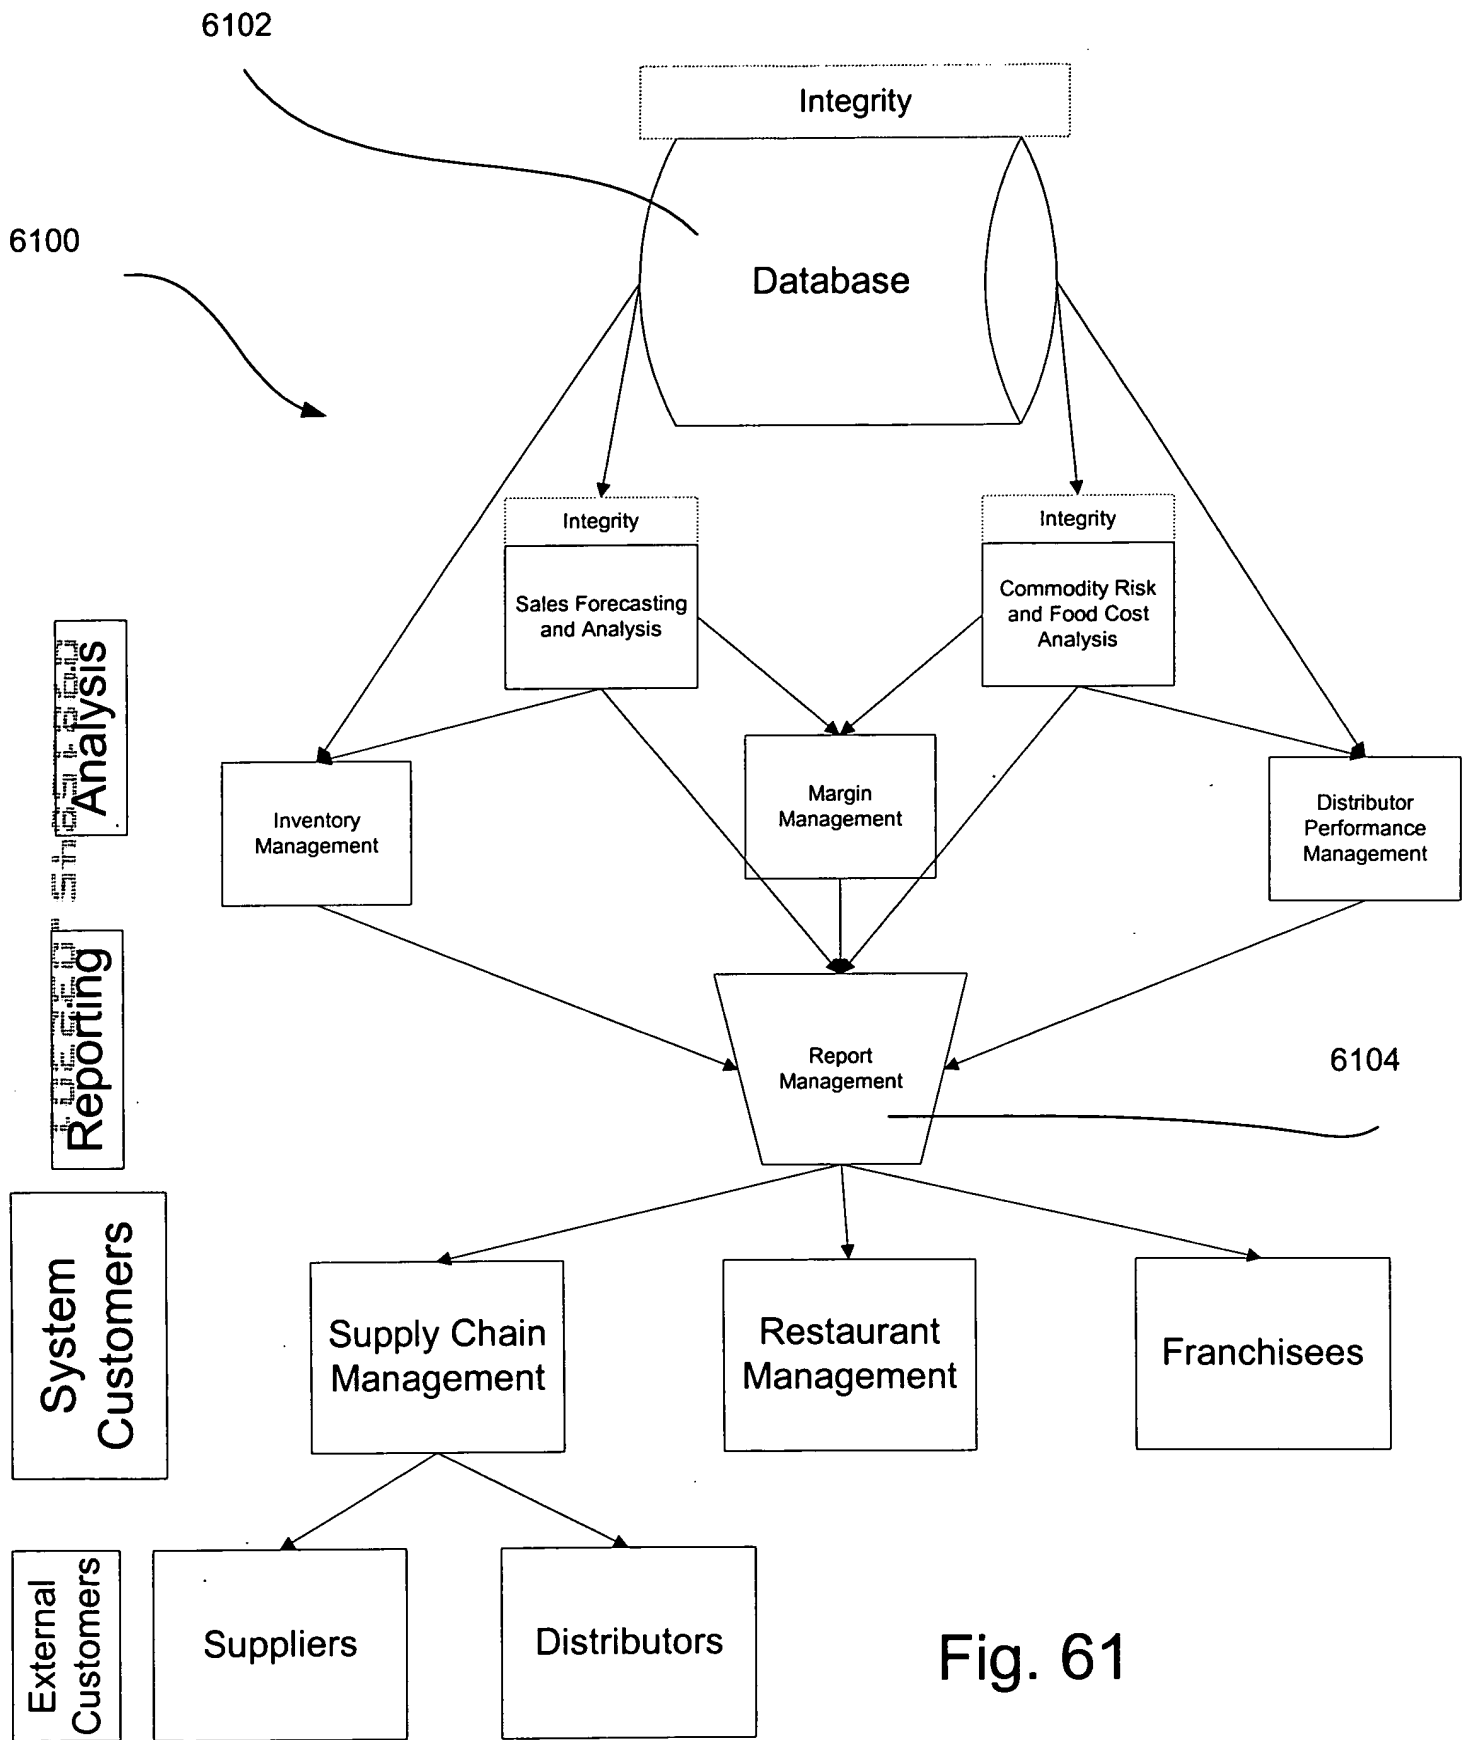 6102
Integrity
6100
Database
Integrity
Integrity
Sales Forecasting
and Analysis
Commodity Risk
and Food Cost
Analysis
Analysis
Inventory
Management
Margin
Management
Distributor
Performance
Management
Reporting
Report
Management
6104
System
Customers
Supply Chain
Management
Restaurant
Management
Franchisees
External
Customers
Suppliers
Distributors
Fig. 61